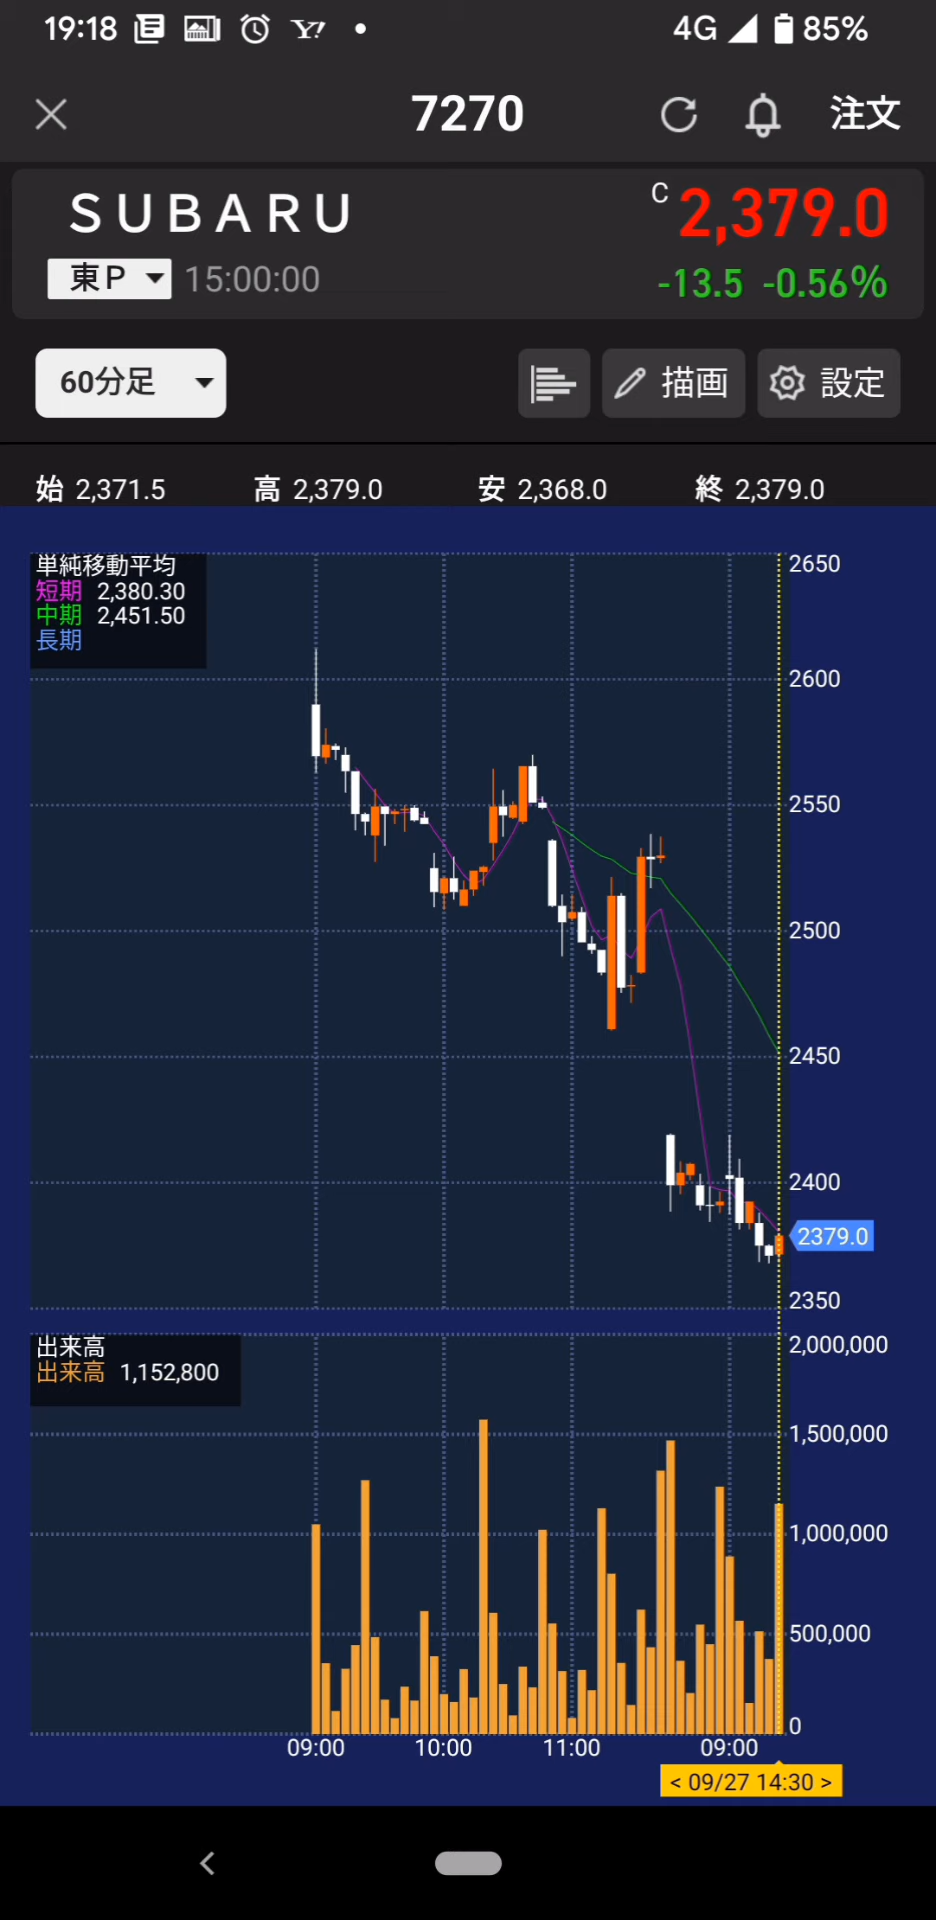 19:18 Y! 4G 85%
7270 注文
SUBARU C 2,379.0
東P 15:00:00 -13.5 -0.56%
60分足 描画 設定
始 2,371.5 高 2,379.0 安 2,368.0 終 2,379.0
単純移動平均
短期 2,380.30
中期 2,451.50
長期
2650
2600
2550
2500
2450
2400
2379.0
2350
出来高
出来高 1,152,800
2,000,000
1,500,000
1,000,000
500,000
0
09:00 10:00 11:00 09:00
< 09/27 14:30 >